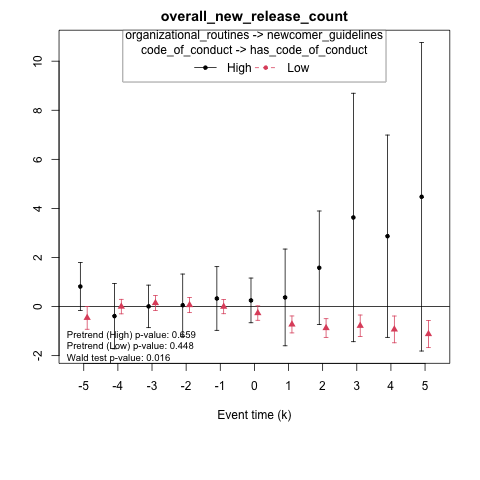 overall_new_release_count
organizational_routines -> newcomer_guidelines
code_of_conduct -> has_code_of_conduct
High Low
10
8
6
4
2
0
-2
Pretrend (High) p-value: 0.659
Pretrend (Low) p-value: 0.448
Wald test p-value: 0.016
-5 -4 -3 -2 -1 0 1 2 3 4 5
Event time (k)